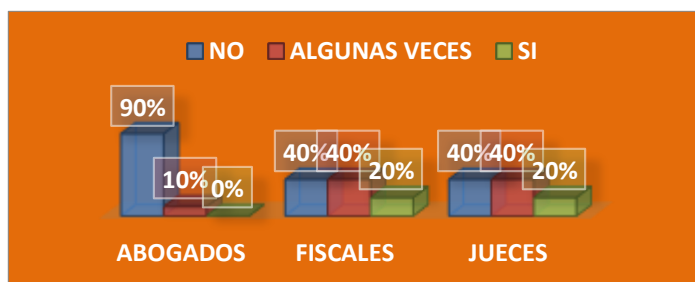 NO ALGUNAS VECES SI
90% 10% 0% 40% 40% 20% 40% 40% 20%
ABOGADOS FISCALES JUECES